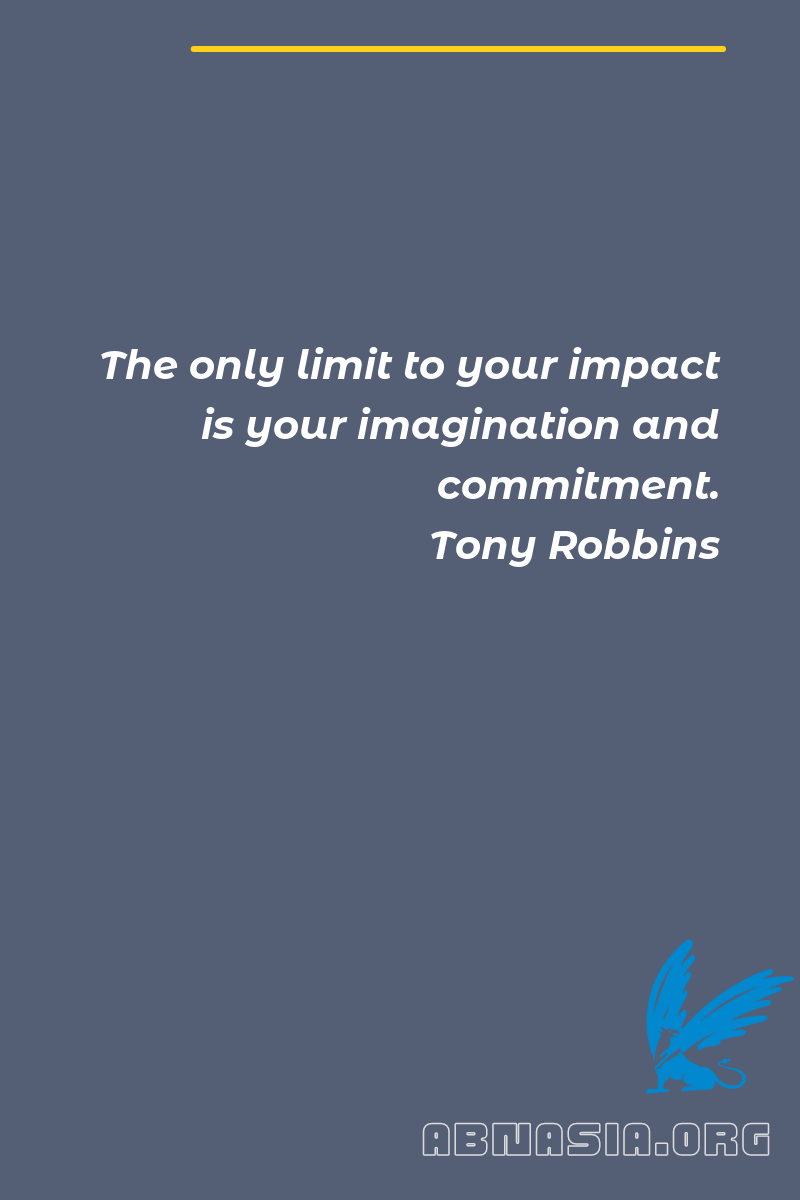 The only limit to your impact
is your imagination and
commitment.
Tony Robbins
ABNASIA.ORG